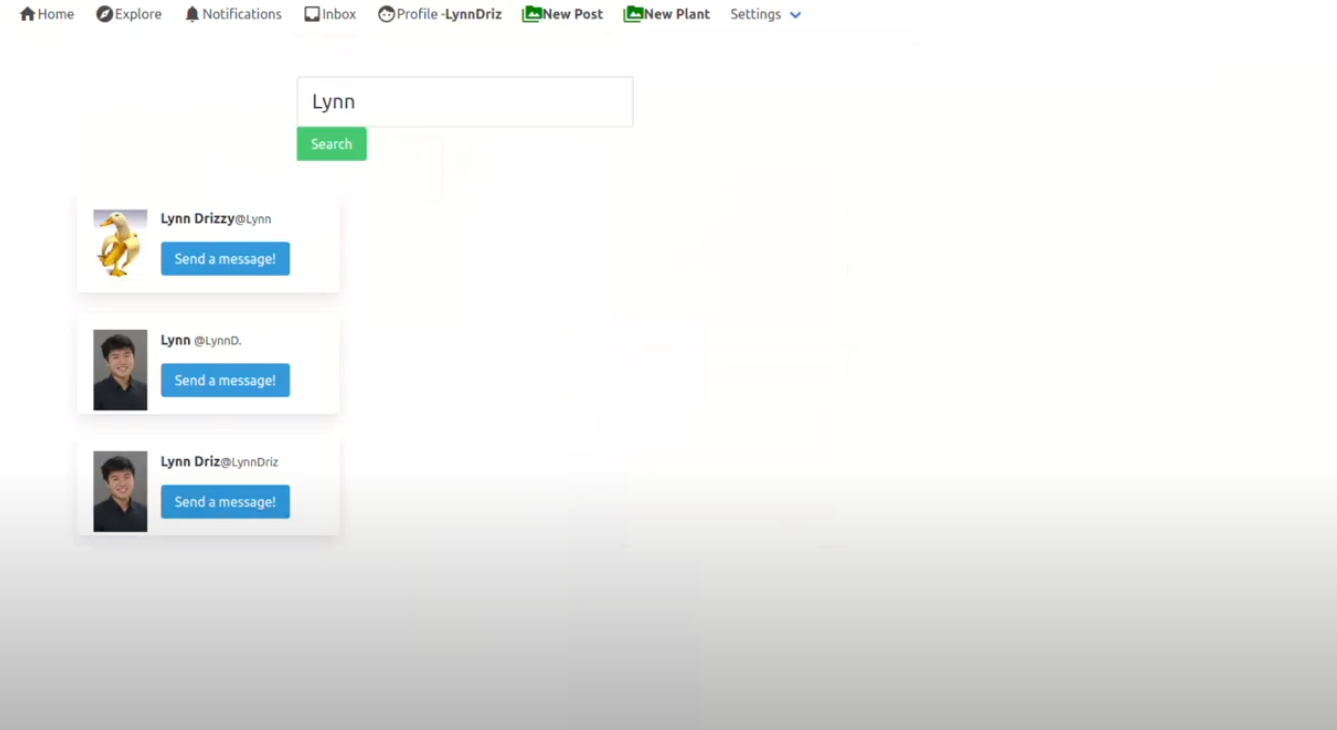 Home Explore Notifications Inbox Profile -LynnDriz New Post New Plant Settings
Lynn
Search
Lynn Drizzy@Lynn
Send a message!
Lynn @LynnD.
Send a message!
Lynn Driz@LynnDriz
Send a message!